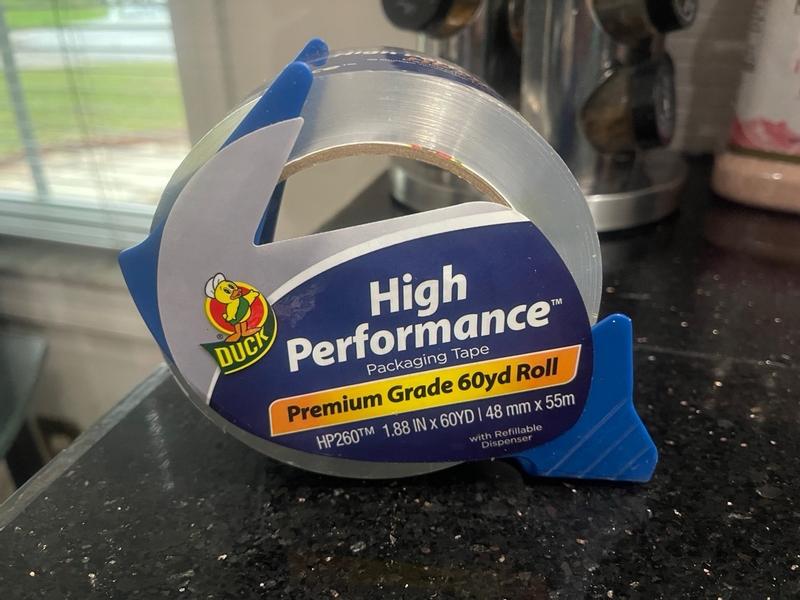 High
Performance™
Packaging Tape
® DUCK
Premium Grade 60yd Roll
HP260™ 1.88 IN x 60YD | 48 mm x 55m
with Refillable
Dispenser